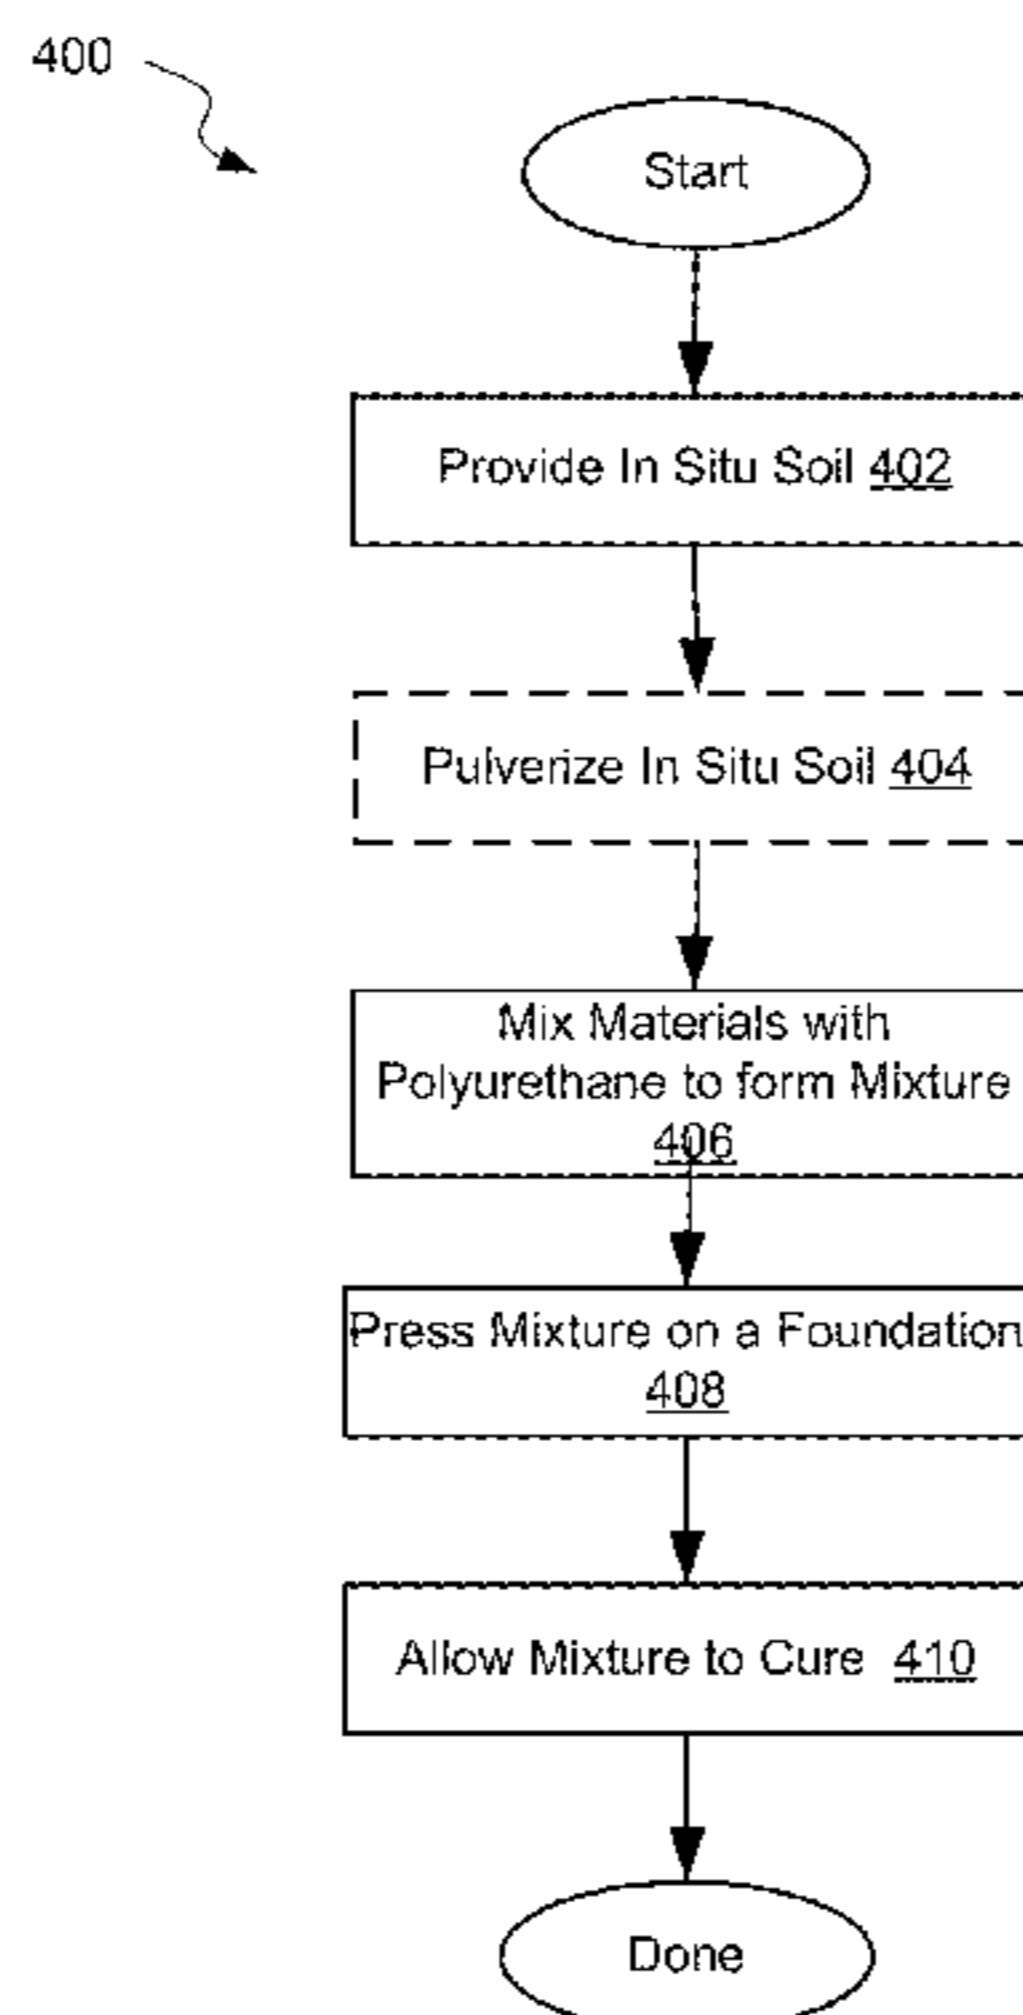 400
Start
Provide In Situ Soil 402
Pulverize In Situ Soil 404
Mix Materials with
Polyurethane to form Mixture
406
Press Mixture on a Foundation
408
Allow Mixture to Cure 410
Done